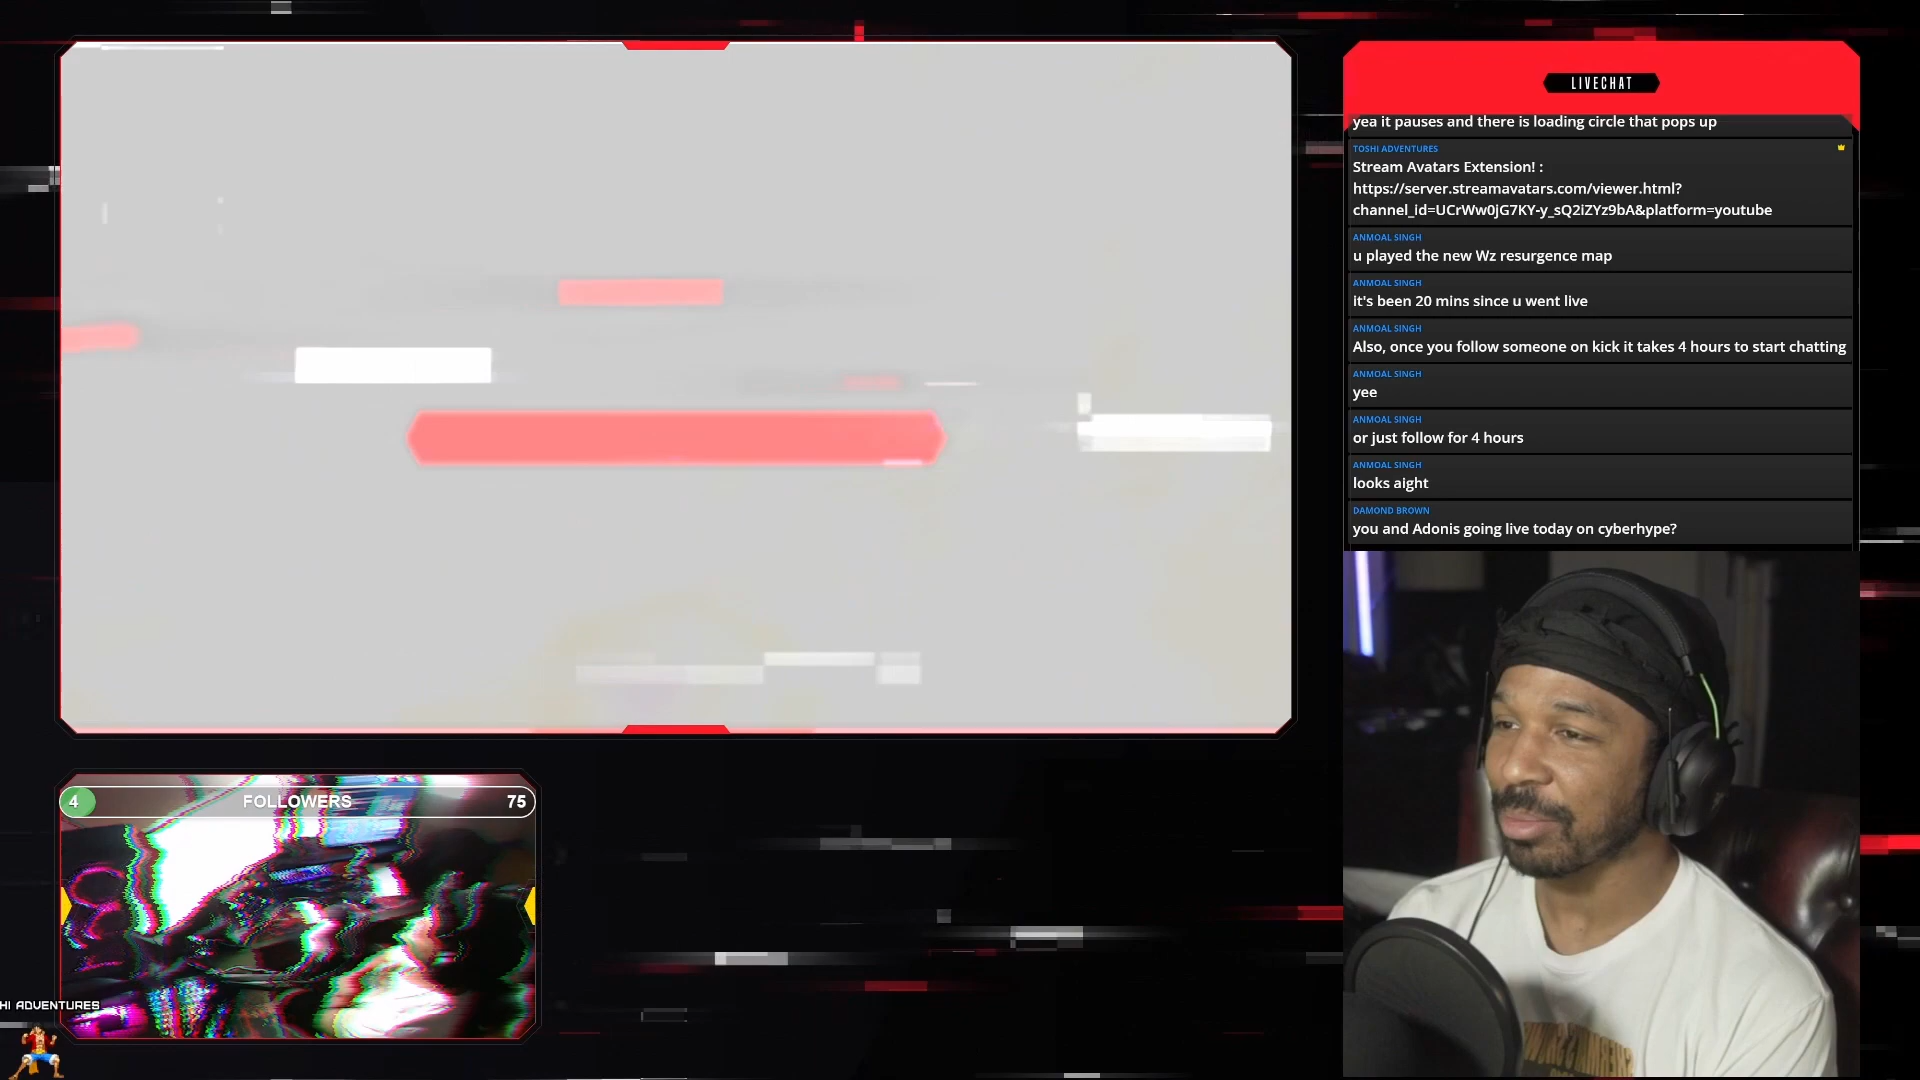 LIVECHAT
yea it pauses and there is loading circle that pops up
TOSHI ADVENTURES
Stream Avatars Extension! :
https://server.streamavatars.com/viewer.html?
channel_id=UCrWw0jG7KY-y_sQ2iZYz9bA&platform=youtube
ANMOAL SINGH
u played the new Wz resurgence map
ANMOAL SINGH
it's been 20 mins since u went live
ANMOAL SINGH
Also, once you follow someone on kick it takes 4 hours to start chatting
ANMOAL SINGH
yee
ANMOAL SINGH
or just follow for 4 hours
ANMOAL SINGH
looks aight
DAMOND BROWN
you and Adonis going live today on cyberhype?
4 FOLLOWERS 75
HI ADVENTURES